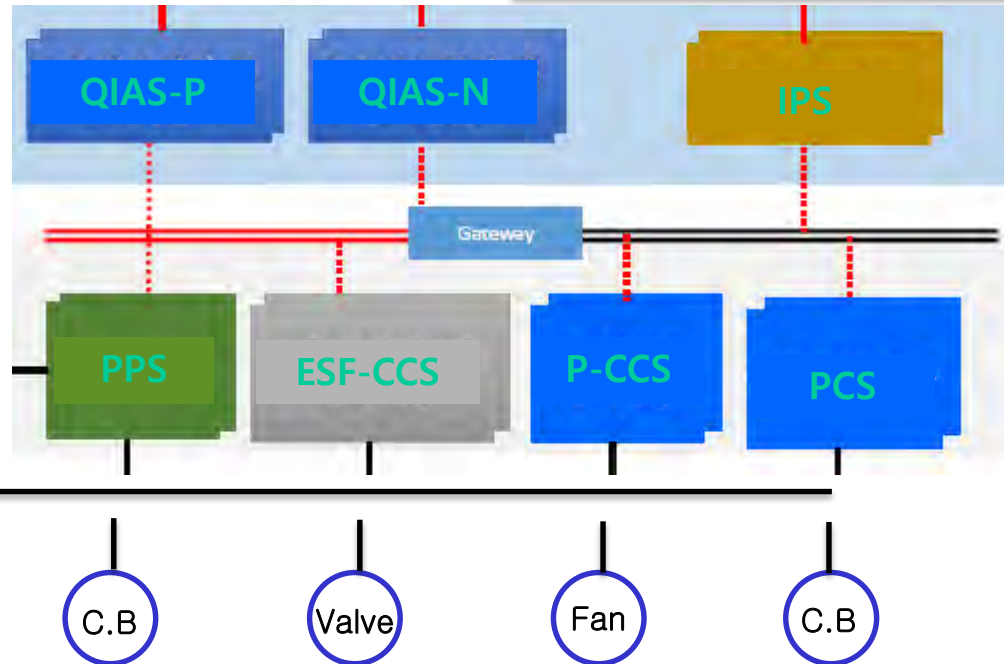 QIAS-P
QIAS-N
IPS
Gateway
PPS
ESF-CCS
P-CCS
PCS
C.B
Valve
Fan
C.B